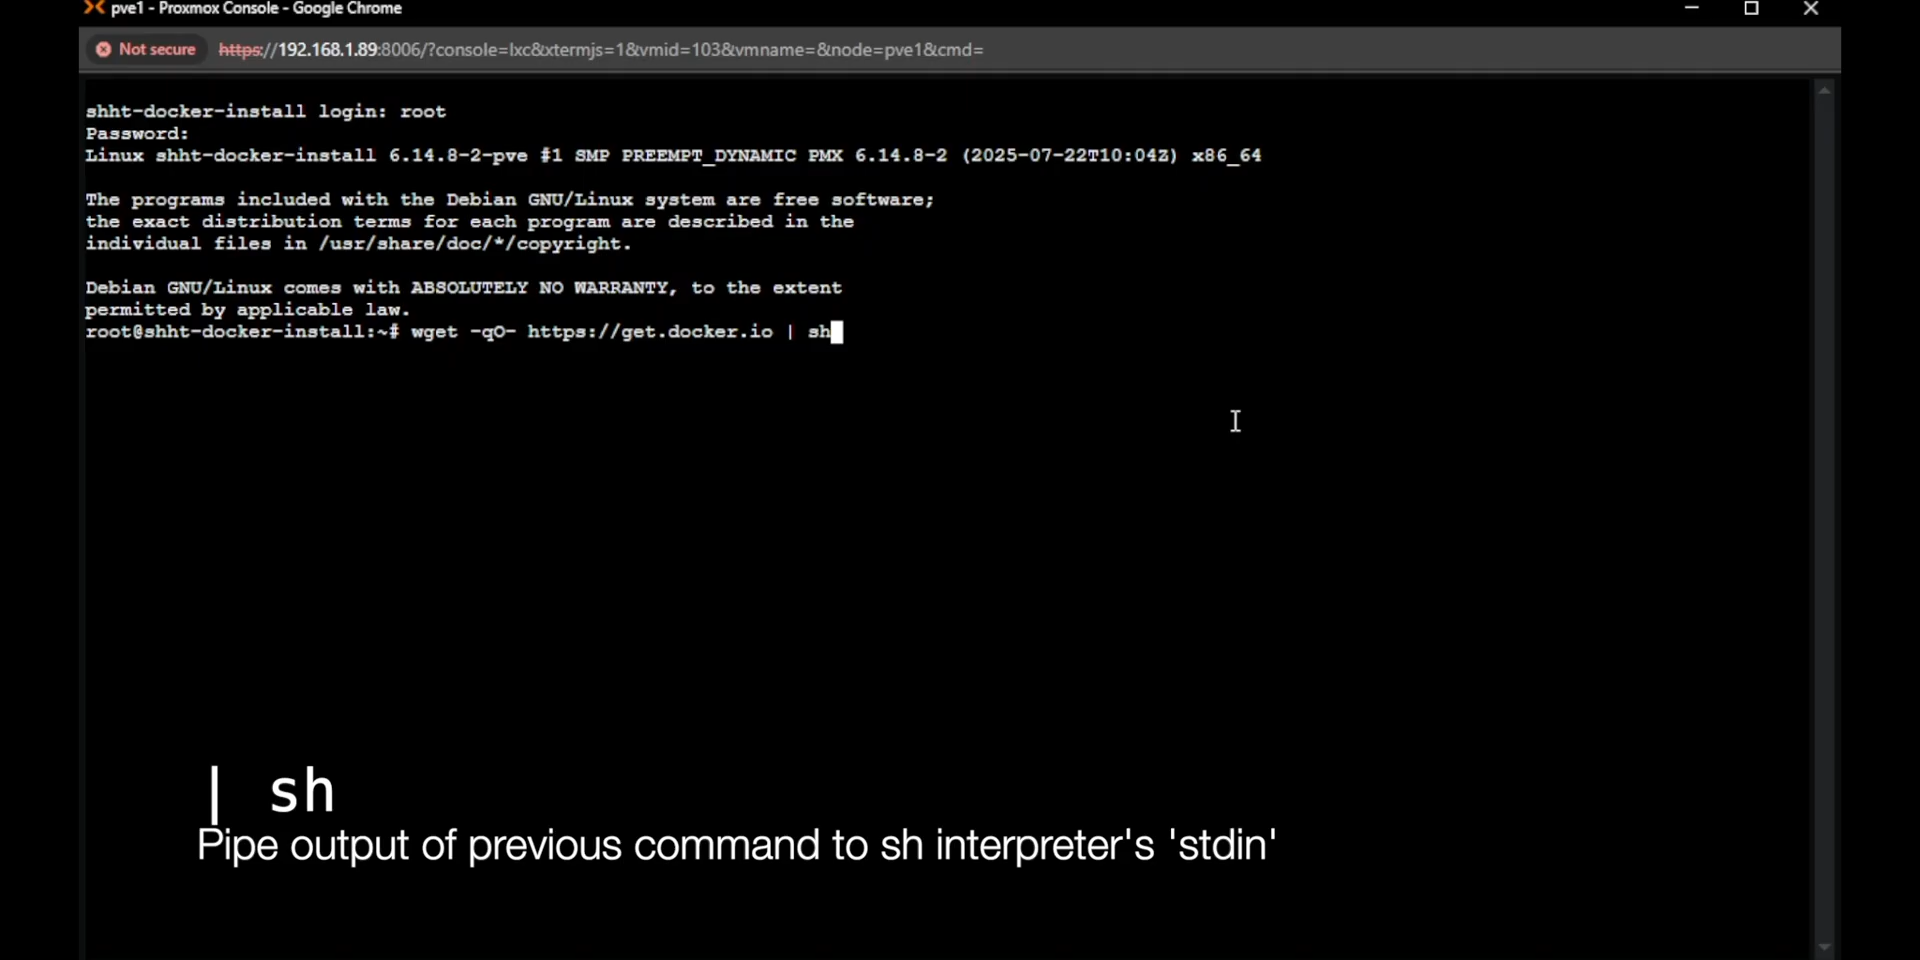 pve1 - Proxmox Console - Google Chrome
Not secure https://192.168.1.89:8006/?console=lxc&xtermjs=1&vmid=103&vmname=&node=pve1&cmd=
shht-docker-install login: root
Password:
Linux shht-docker-install 6.14.8-2-pve #1 SMP PREEMPT_DYNAMIC PMX 6.14.8-2 (2025-07-22T10:04Z) x86_64
The programs included with the Debian GNU/Linux system are free software;
the exact distribution terms for each program are described in the
individual files in /usr/share/doc/*/copyright.
Debian GNU/Linux comes with ABSOLUTELY NO WARRANTY, to the extent
permitted by applicable law.
root@shht-docker-install:~# wget -qO- https://get.docker.io | sh
| sh
Pipe output of previous command to sh interpreter's 'stdin'